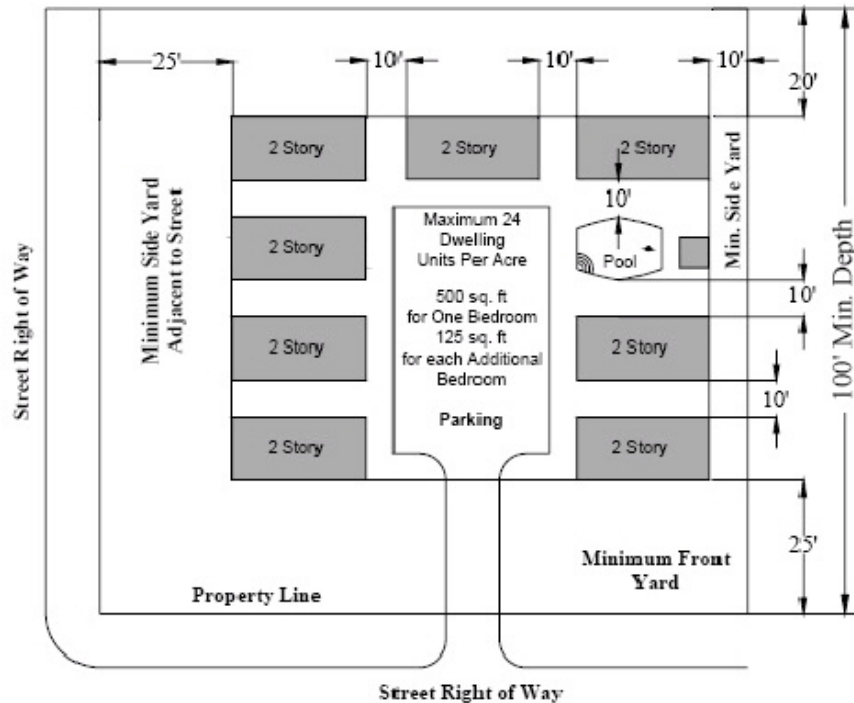 25'
10'
10'
10'
20'
2 Story
2 Story
2 Story
Street Right of Way
Minimum Side Yard
Adjacent to Street
2 Story
Maximum 24
Dwelling
Units Per Acre
500 sq. ft
for One Bedroom
125 sq. ft
for each Additional
Bedroom
Parking
10'
Pool
Min. Side Yard
10'
100' Min. Depth
2 Story
2 Story
10'
2 Story
2 Story
25'
Minimum Front
Yard
Property Line
Street Right of Way